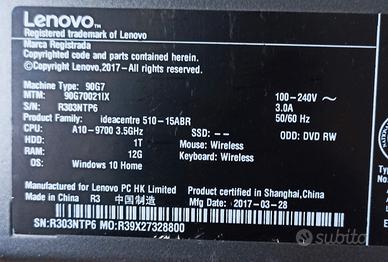 Lenovo™
Registered trademark of Lenovo
Marca Registrada
Copyrighted code and parts contained herein.
©Copyright Lenovo, 2017-All rights reserved.
Machine Type: 90G7
MTM: 90G70021IX 100-240V~
S/N: R303NTP6 3.0A
Product Family: ideacentre 510-15ABR 50/60 Hz
CPU: A10-9700 3.5GHz SSD: -- ODD: DVD RW
HDD: 1T Mouse: Wireless
RAM: 12G Keyboard: Wireless
OS: Windows 10 Home
Manufactured for Lenovo PC HK Limited Produced in Shanghai,China
Made in China R3 中国制造 Mfg Date: 2017-03-28
SN:R303NTP6 MO:R39X27328800
subito